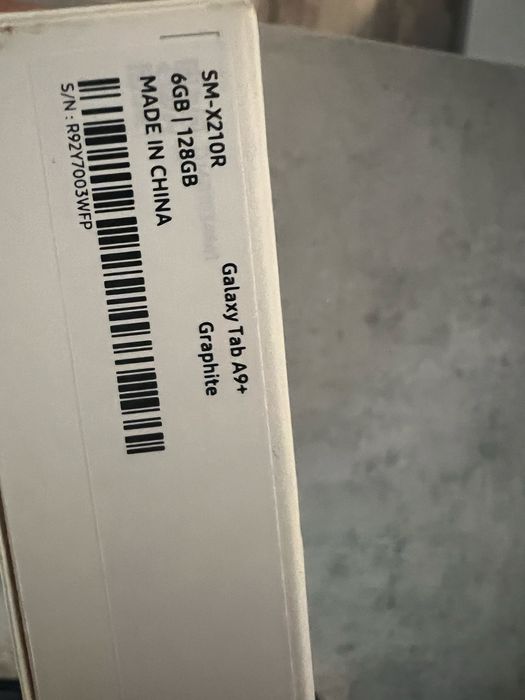 SM-X210R
6GB | 128GB
MADE IN CHINA
S/N : R92Y7003WFP
Galaxy Tab A9+
Graphite